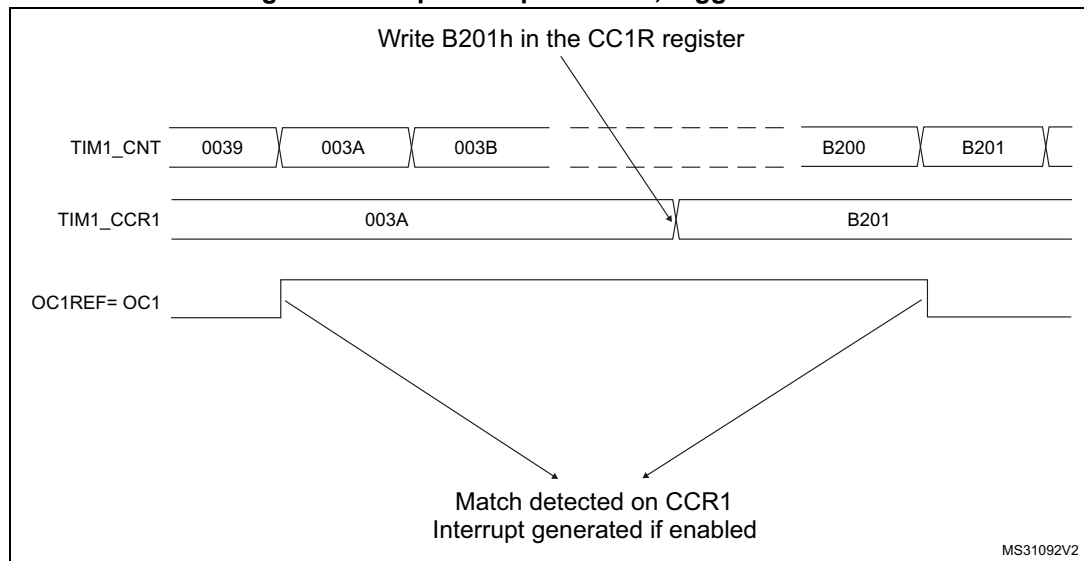 Write B201h in the CC1R register
TIM1_CNT 0039 003A 003B B200 B201
TIM1_CCR1 003A B201
OC1REF= OC1
Match detected on CCR1
Interrupt generated if enabled
MS31092V2